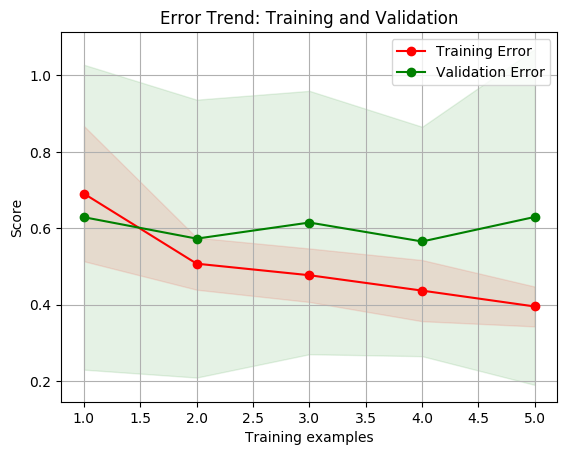 Error Trend: Training and Validation
Training Error
Validation Error
1.0
0.8
0.6
0.4
0.2
Score
1.0 1.5 2.0 2.5 3.0 3.5 4.0 4.5 5.0
Training examples